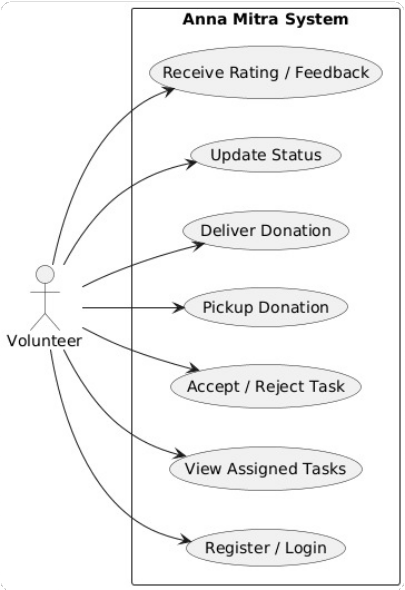 Anna Mitra System
Receive Rating / Feedback
Update Status
Deliver Donation
Pickup Donation
Volunteer
Accept / Reject Task
View Assigned Tasks
Register / Login